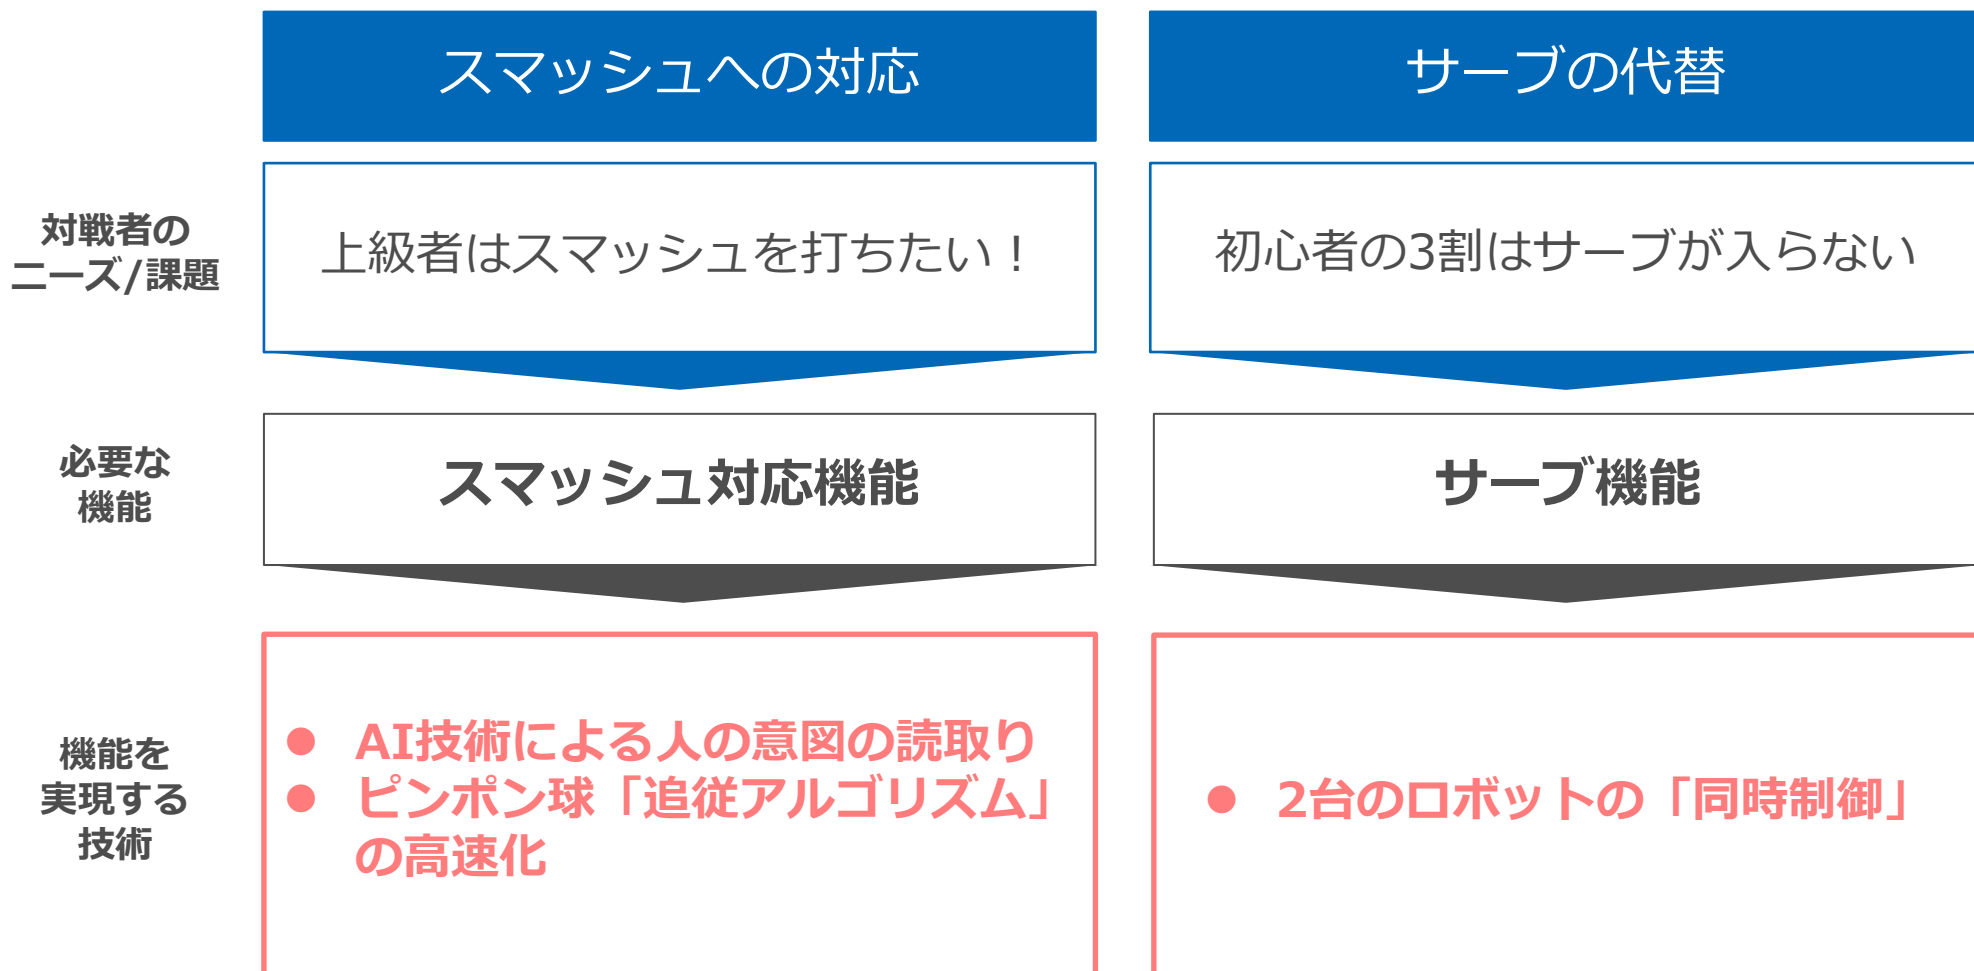 スマッシュへの対応
サーブの代替
対戦者の
ニーズ/課題
上級者はスマッシュを打ちたい！
初心者の3割はサーブが入らない
必要な
機能
スマッシュ対応機能
サーブ機能
機能を
実現する
技術
● AI技術による人の意図の読取り
● ピンポン球「追従アルゴリズム」
の高速化
● 2台のロボットの「同時制御」